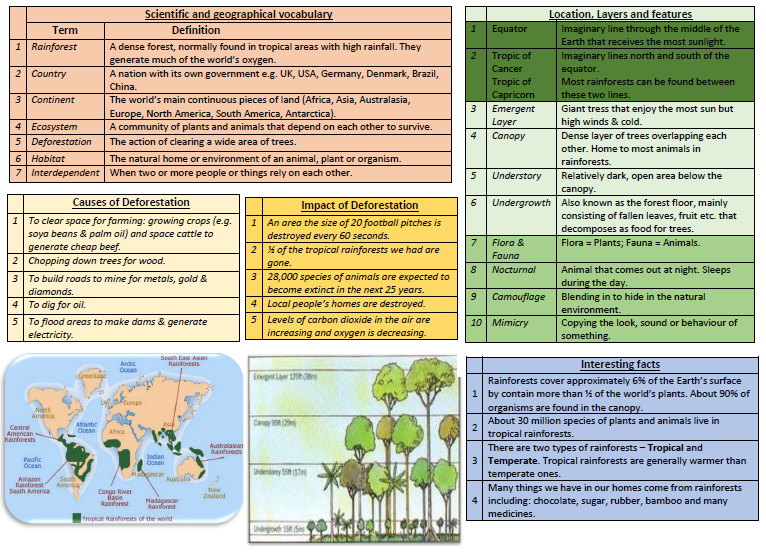 Scientific and geographical vocabulary
Term Definition
1 Rainforest A dense forest, normally found in tropical areas with high rainfall. They
generate much of the world's oxygen.
2 Country A nation with its own government e.g. UK, USA, Germany, Denmark, Brazil,
China.
3 Continent The world's main continuous pieces of land (Africa, Asia, Australasia,
Europe, North America, South America, Antarctica).
4 Ecosystem A community of plants and animals that depend on each other to survive.
5 Deforestation The action of clearing a wide area of trees.
6 Habitat The natural home or environment of an animal, plant or organism.
7 Interdependent When two or more people or things rely on each other.
Location, Layers and features
1 Equator Imaginary line through the middle of the
Earth that receives the most sunlight.
2 Tropic of Imaginary lines north and south of the
Cancer equator.
Tropic of Most rainforests can be found between
Capricorn these two lines.
3 Emergent Giant tress that enjoy the most sun but
Layer high winds & cold.
4 Canopy Dense layer of trees overlapping each
other. Home to most animals in
rainforests.
5 Understory Relatively dark, open area below the
canopy.
6 Undergrowth Also known as the forest floor, mainly
consisting of fallen leaves, fruit etc. that
decomposes as food for trees.
7 Flora & Flora = Plants; Fauna = Animals.
Fauna
8 Nocturnal Animal that comes out at night. Sleeps
during the day.
9 Camouflage Blending in to hide in the natural
environment.
10 Mimicry Copying the look, sound or behaviour of
something.
Causes of Deforestation
1 To clear space for farming: growing crops (e.g.
soya beans & palm oil) and space cattle to
generate cheap beef.
2 Chopping down trees for wood.
3 To build roads to mine for metals, gold &
diamonds.
4 To dig for oil.
5 To flood areas to make dams & generate
electricity.
Impact of Deforestation
1 An area the size of 20 football pitches is
destroyed every 60 seconds.
2 ½ of the tropical rainforests we had are
gone.
3 28,000 species of animals are expected to
become extinct in the next 25 years.
4 Local people's homes are destroyed.
5 Levels of carbon dioxide in the air are
increasing and oxygen is decreasing.
South East Asian
Rainforests
Arctic
Ocean
Greenland
UK
Europe
North
America
Asia
Central
American
Rainforests
Atlantic
Ocean
Africa
Australasian
Rainforests
Pacific
Ocean
Indian
Ocean
Madagascar
Australia
Amazon
Rainforest
South America
South
America
Congo River
Basin
Rainforest
Madagascar
Rainforest
New
Zealand
Tropical Rainforests of the world
Emergent Layer 125ft (38m)
Canopy 95ft (29m)
Understory 55ft (17m)
Undergrowth 15ft (5m)
Interesting facts
1 Rainforests cover approximately 6% of the Earth's surface
by contain more than ½ of the world's plants. About 90% of
organisms are found in the canopy.
2 About 30 million species of plants and animals live in
tropical rainforests.
3 There are two types of rainforests – Tropical and
Temperate. Tropical rainforests are generally warmer than
temperate ones.
4 Many things we have in our homes come from rainforests
including: chocolate, sugar, rubber, bamboo and many
medicines.